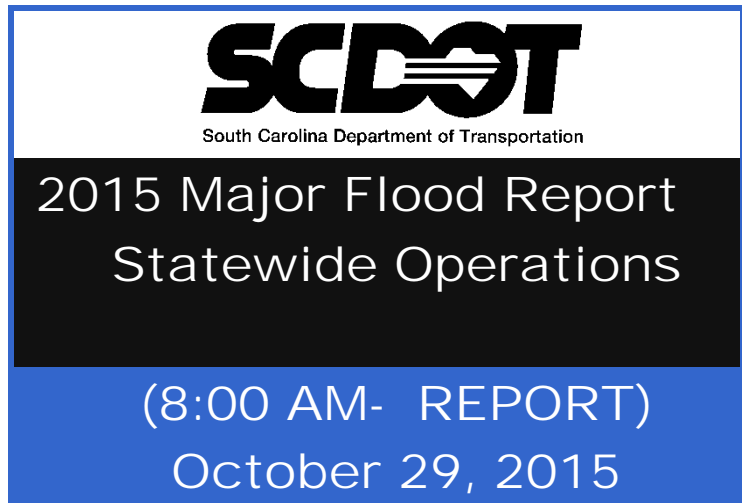 SCDOT
South Carolina Department of Transportation
2015 Major Flood Report
Statewide Operations
(8:00 AM- REPORT)
October 29, 2015